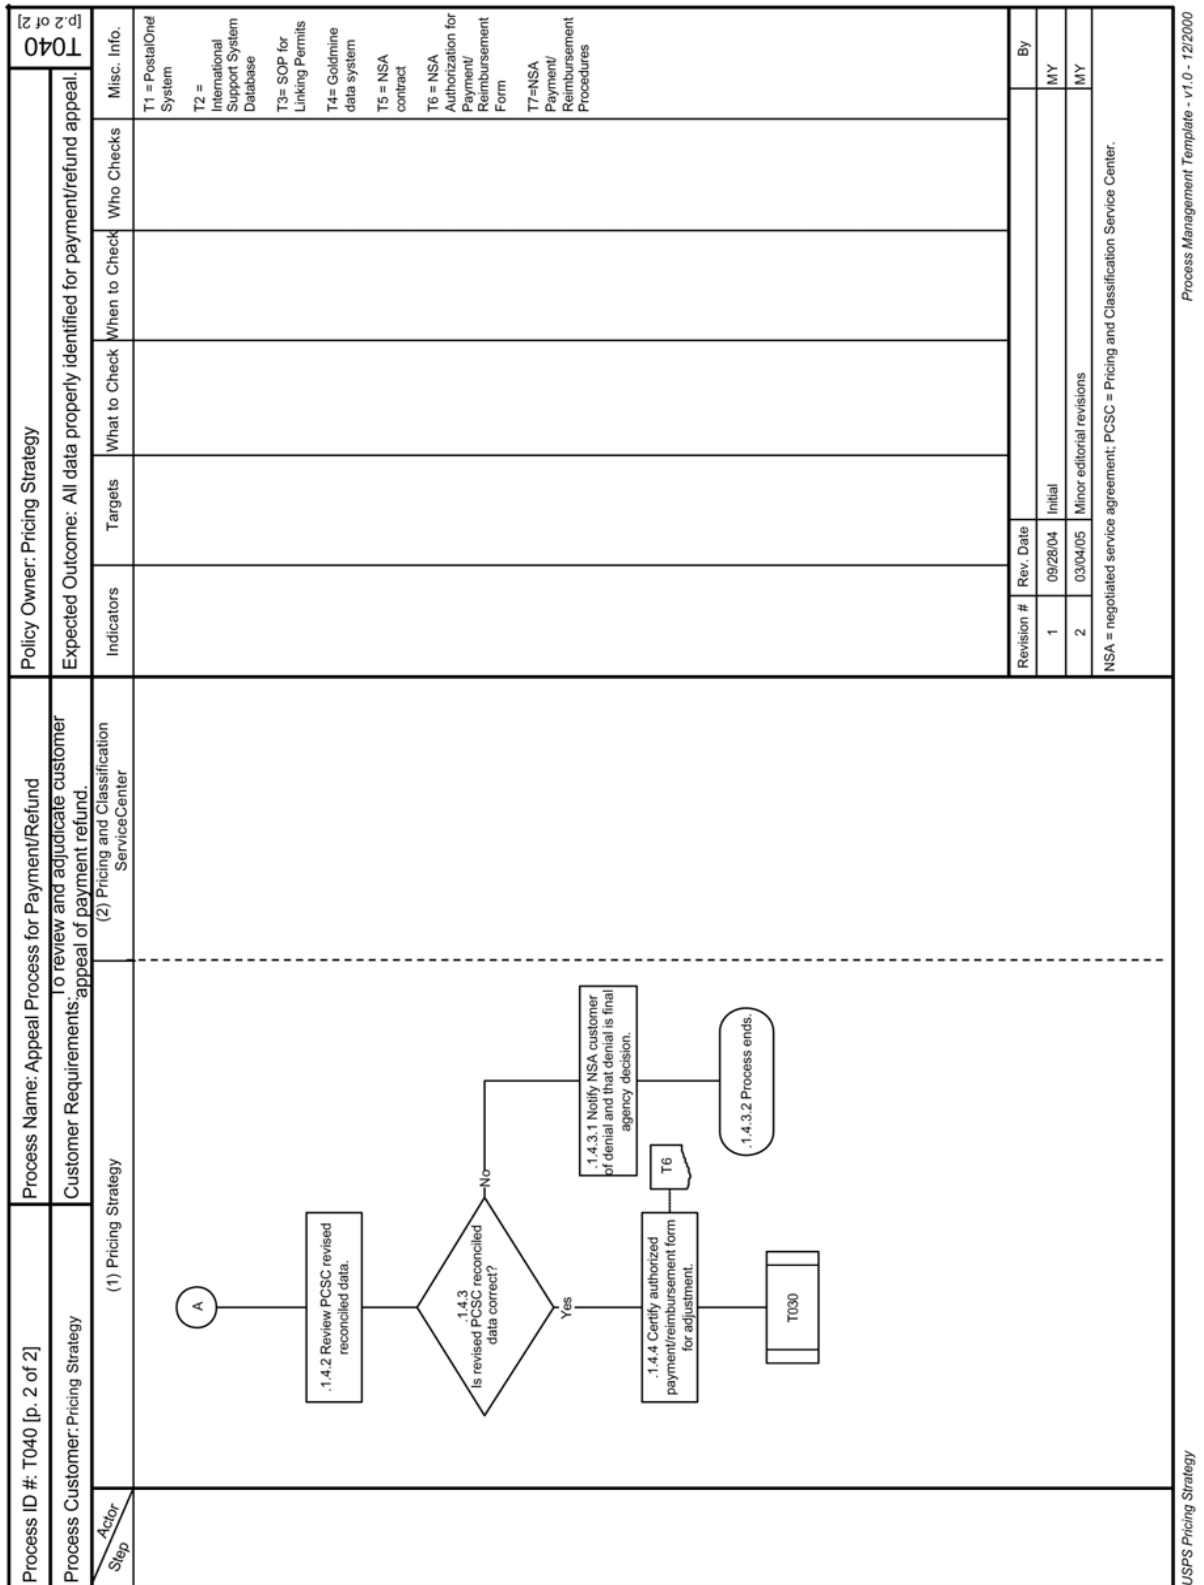 Process ID #: T040 [p. 2 of 2]
Process Name: Appeal Process for Payment/Refund
Policy Owner: Pricing Strategy
T040
[p.2 of 2]
Process Customer: Pricing Strategy
Customer Requirements: To review and adjudicate customer
appeal of payment refund.
Expected Outcome: All data properly identified for payment/refund appeal.
Actor
Step
(1) Pricing Strategy
(2) Pricing and Classification
ServiceCenter
Indicators
Targets
What to Check
When to Check
Who Checks
Misc. Info.
A
.1.4.2 Review PCSC revised
reconciled data.
.1.4.3
Is revised PCSC reconciled
data correct?
No
Yes
.1.4.3.1 Notify NSA customer
of denial and that denial is final
agency decision.
.1.4.3.2 Process ends.
.1.4.4 Certify authorized
payment/reimbursement form
for adjustment.
T6
T030
T1 = PostalOne!
System
T2 =
International
Support System
Database
T3= SOP for
Linking Permits
T4= Goldmine
data system
T5 = NSA
contract
T6 = NSA
Authorization for
Payment/
Reimbursement
Form
T7=NSA
Payment/
Reimbursement
Procedures
Revision # Rev. Date By
1 09/28/04 Initial MY
2 03/04/05 Minor editorial revisions MY
NSA = negotiated service agreement; PCSC = Pricing and Classification Service Center.
USPS Pricing Strategy
Process Management Template - v1.0 - 12/2000